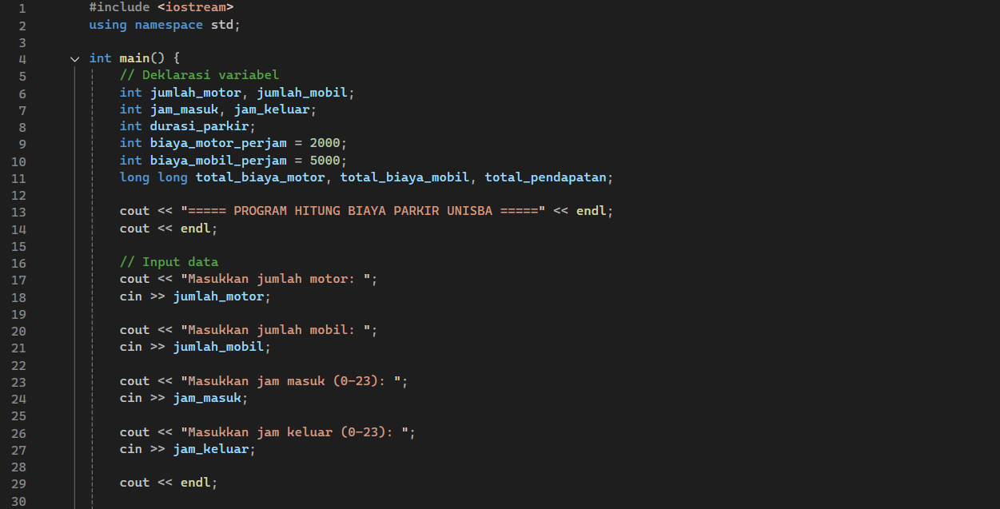 1 #include <iostream>
2 using namespace std;
3
4 int main() {
5 // Deklarasi variabel
6 int jumlah_motor, jumlah_mobil;
7 int jam_masuk, jam_keluar;
8 int durasi_parkir;
9 int biaya_motor_perjam = 2000;
10 int biaya_mobil_perjam = 5000;
11 long long total_biaya_motor, total_biaya_mobil, total_pendapatan;
12
13 cout << "===== PROGRAM HITUNG BIAYA PARKIR UNISBA =====" << endl;
14 cout << endl;
15
16 // Input data
17 cout << "Masukkan jumlah motor: ";
18 cin >> jumlah_motor;
19
20 cout << "Masukkan jumlah mobil: ";
21 cin >> jumlah_mobil;
22
23 cout << "Masukkan jam masuk (0-23): ";
24 cin >> jam_masuk;
25
26 cout << "Masukkan jam keluar (0-23): ";
27 cin >> jam_keluar;
28
29 cout << endl;
30